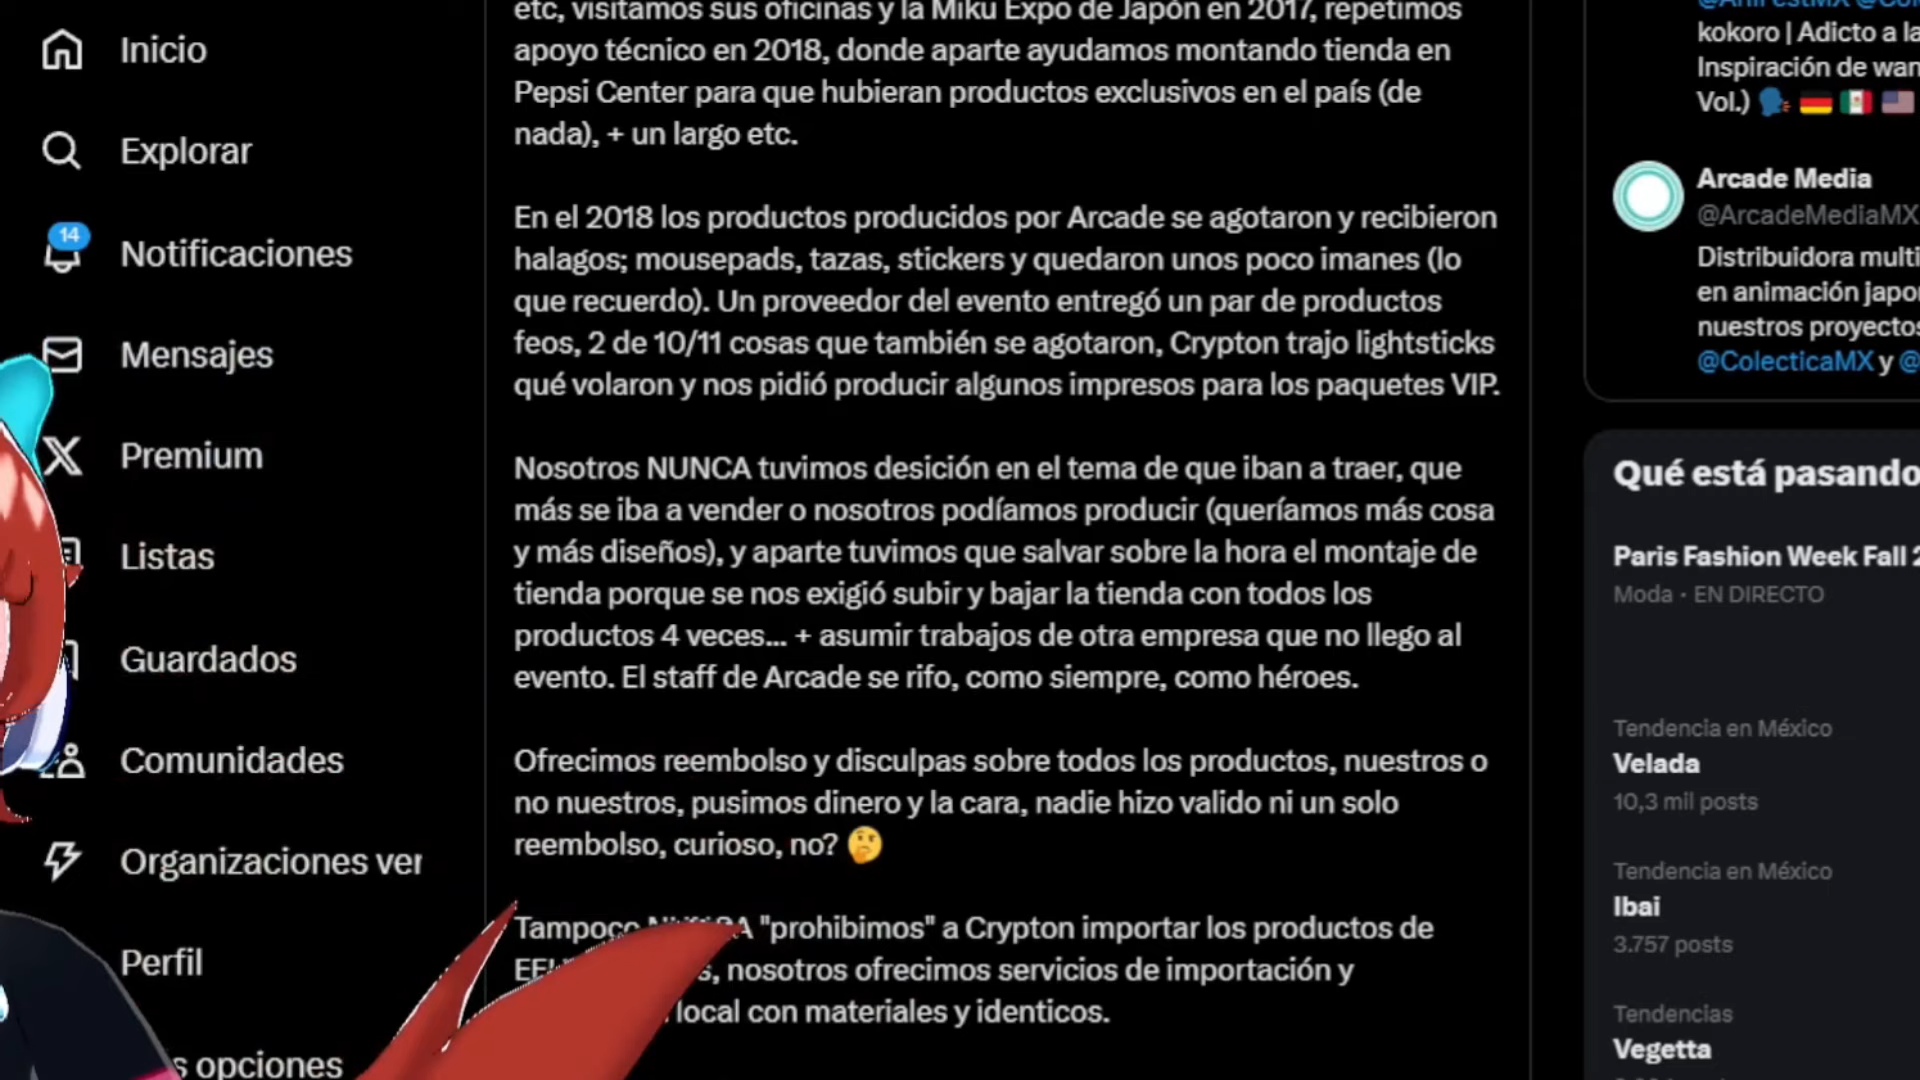 Inicio
Explorar
14
Notificaciones
Mensajes
Premium
Listas
Guardados
Comunidades
Organizaciones ver
Perfil
opciones
etc, visitamos sus oficinas y la Miku Expo de Japón en 2017, repetimos
apoyo técnico en 2018, donde aparte ayudamos montando tienda en
Pepsi Center para que hubieran productos exclusivos en el país (de
nada), + un largo etc.
En el 2018 los productos producidos por Arcade se agotaron y recibieron
halagos; mousepads, tazas, stickers y quedaron unos poco imanes (lo
que recuerdo). Un proveedor del evento entregó un par de productos
feos, 2 de 10/11 cosas que también se agotaron, Crypton trajo lightsticks
qué volaron y nos pidió producir algunos impresos para los paquetes VIP.
Nosotros NUNCA tuvimos desición en el tema de que iban a traer, que
más se iba a vender o nosotros podíamos producir (queríamos más cosa
y más diseños), y aparte tuvimos que salvar sobre la hora el montaje de
tienda porque se nos exigió subir y bajar la tienda con todos los
productos 4 veces... + asumir trabajos de otra empresa que no llego al
evento. El staff de Arcade se rifo, como siempre, como héroes.
Ofrecimos reembolso y disculpas sobre todos los productos, nuestros o
no nuestros, pusimos dinero y la cara, nadie hizo valido ni un solo
reembolso, curioso, no? 🤔
Tampoco "prohibimos" a Crypton importar los productos de
nosotros ofrecimos servicios de importación y
local con materiales y identicos.
kokoro | Adicto a la
Inspiración de wan
Vol.) 🗣️ 🇩🇪 🇲🇽 🇺🇸
Arcade Media
@ArcadeMediaMX
Distribuidora multi
en animación japon
nuestros proyectos
@ColecticaMX y @
Qué está pasando
Paris Fashion Week Fall 2
Moda · EN DIRECTO
Tendencia en México
Velada
10,3 mil posts
Tendencia en México
Ibai
3.757 posts
Tendencias
Vegetta